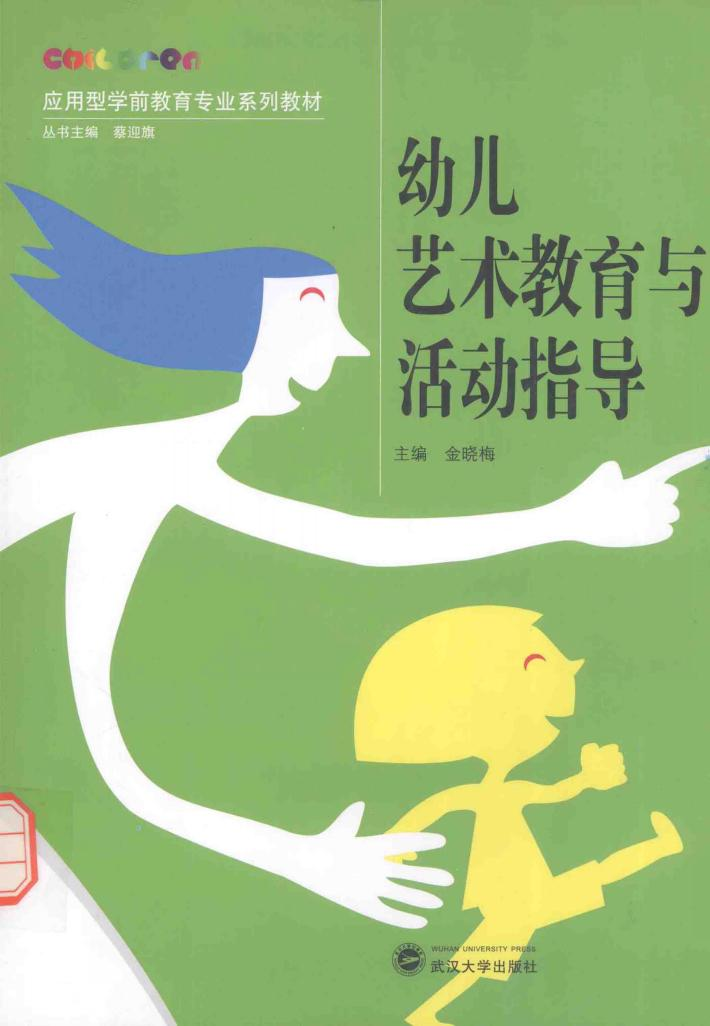 CHILDREN
应用型学前教育专业系列教材
丛书主编 蔡迎旗
幼儿
艺术教育与
活动指导
主编 金晓梅
WUHAN UNIVERSITY PRESS
武汉大学出版社